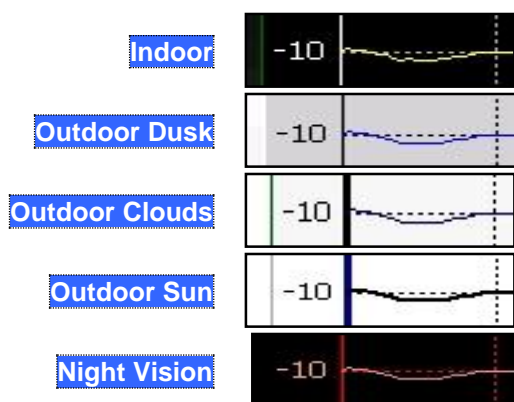 Indoor -10
Outdoor Dusk -10
Outdoor Clouds -10
Outdoor Sun -10
Night Vision -10